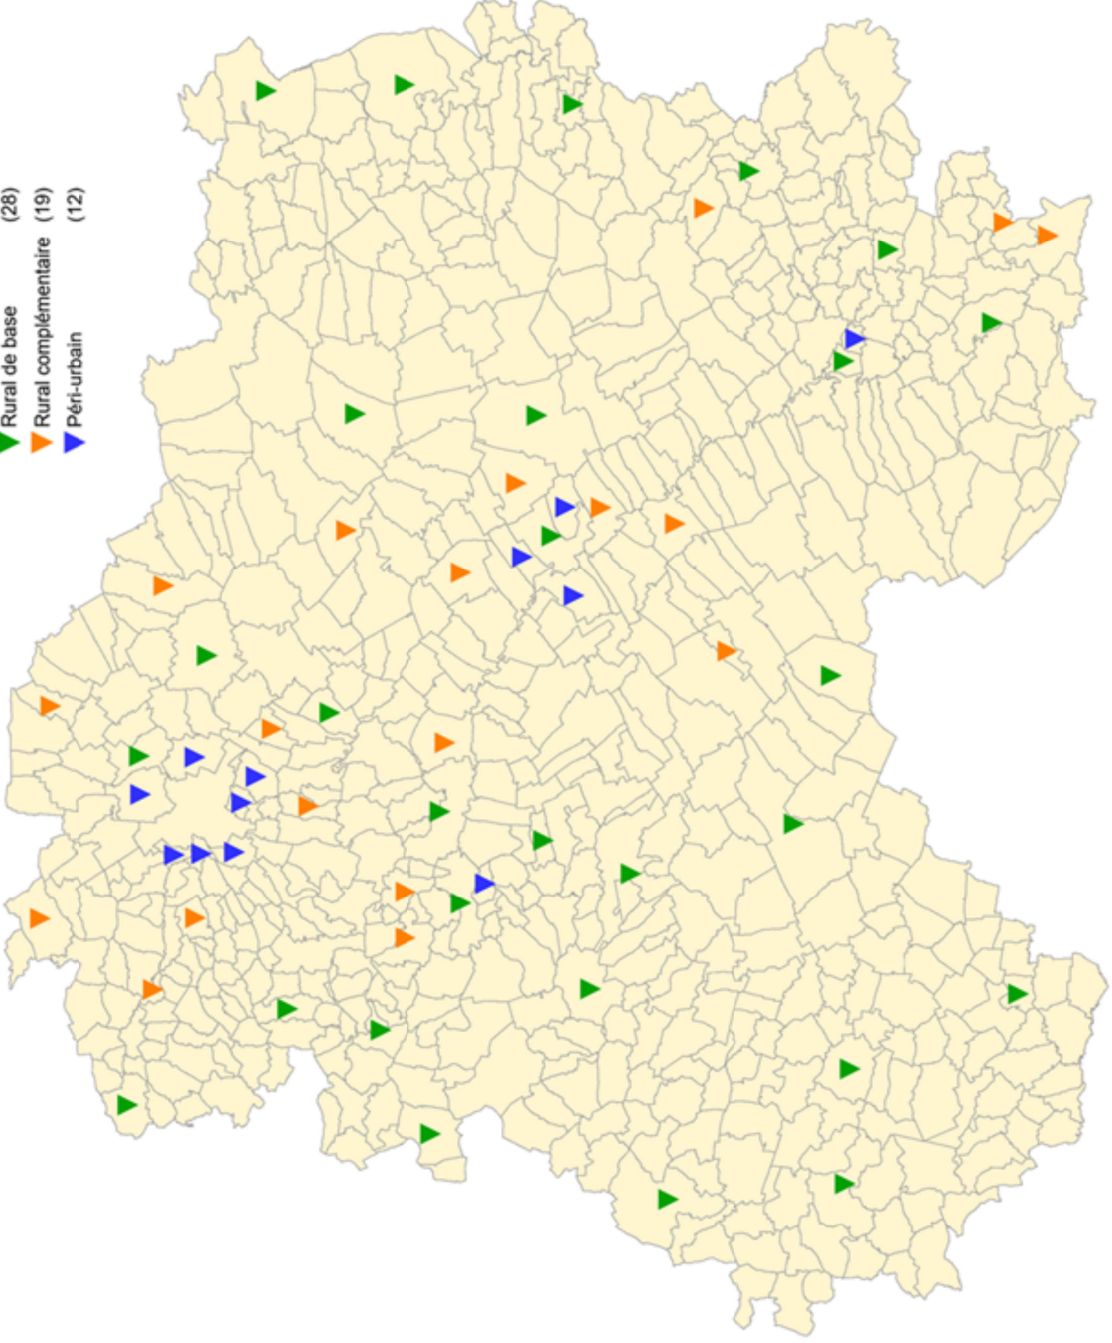 Rural de base (28)
Rural complémentaire (19)
Péri-urbain (12)